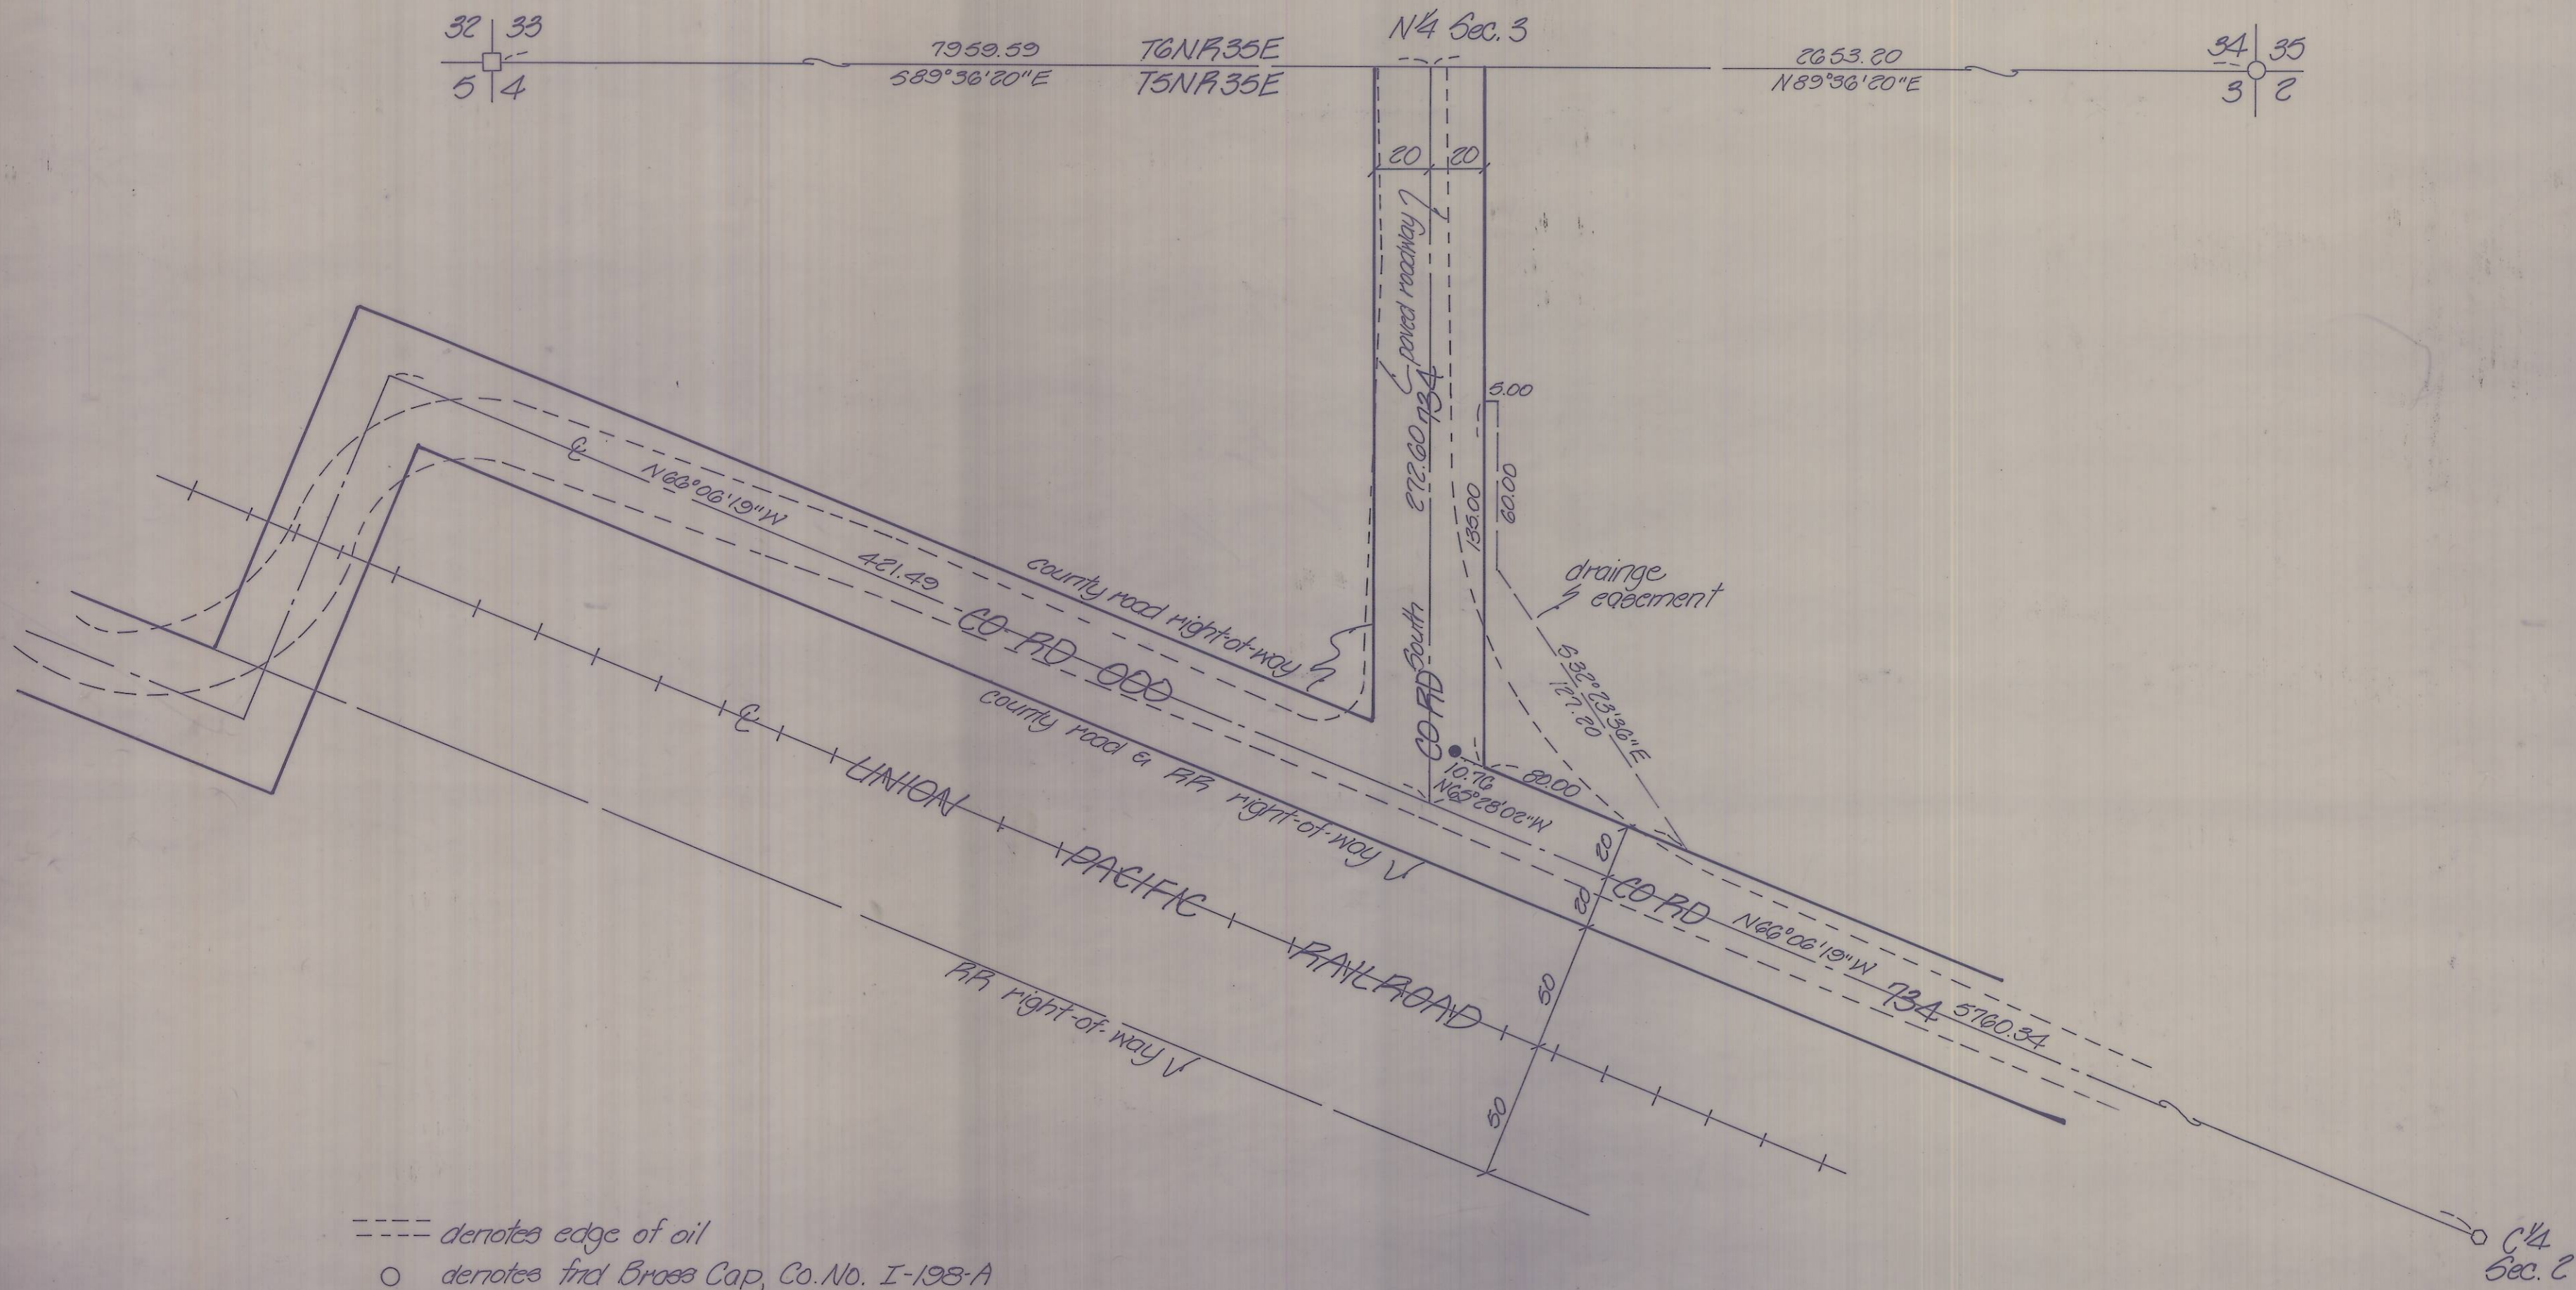 32 33
5 4
7959.59
S89°36'20"E
T6NR35E
T5NR35E
N¼ Sec. 3
2653.20
N89°36'20"E
34 35
3 2
20 20
paved roadway
CO RD 734
South 272.60
5.00
60.00
135.00
drainge
easement
S32°23'36"E
80.00
10.76
N65°28'02"W
℄
N66°06'19"W
421.49
county road right-of-way
CO RD 000
county road & RR right-of-way
℄
UNION PACIFIC RAILROAD
RR right-of-way
20
20
50
50
CO RD 734
N66°06'19"W
5760.34
C¼
Sec. 2
denotes edge of oil
denotes fnd Brass Cap, Co. No. I-198-A